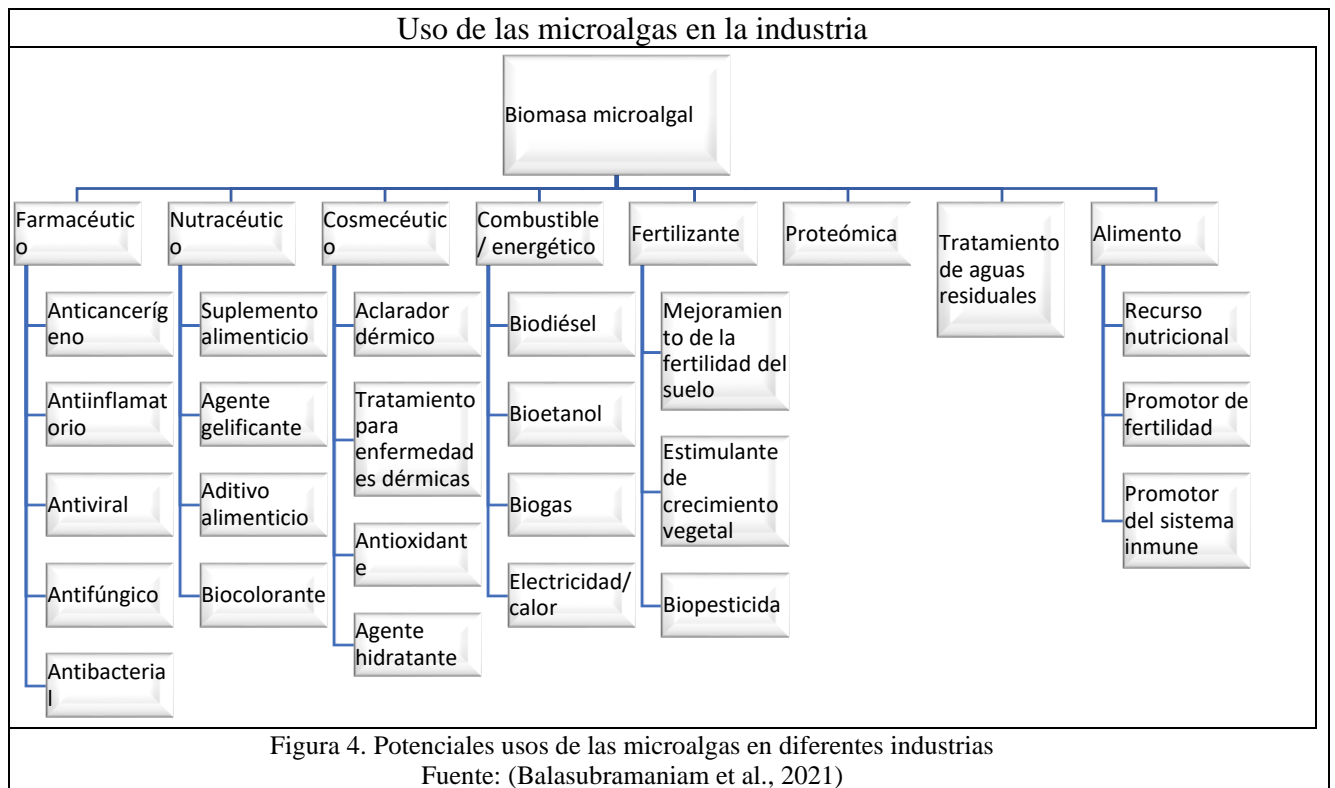 Uso de las microalgas en la industria
Biomasa microalgal
Farmacéutic
o
Anticanceríg
eno
Antiinflamat
orio
Antiviral
Antifúngico
Antibacteria
l
Nutracéutic
o
Suplemento
alimenticio
Agente
gelificante
Aditivo
alimenticio
Biocolorante
Cosmecéutic
o
Aclarador
dérmico
Tratamiento
para
enfermedad
es dérmicas
Antioxidant
e
Agente
hidratante
Combustible
/ energético
Biodiésel
Bioetanol
Biogas
Electricidad/
calor
Fertilizante
Mejoramien
to de la
fertilidad del
suelo
Estimulante
de
crecimiento
vegetal
Biopesticida
Proteómica
Tratamiento
de aguas
residuales
Alimento
Recurso
nutricional
Promotor de
fertilidad
Promotor
del sistema
inmune
Figura 4. Potenciales usos de las microalgas en diferentes industrias
Fuente: (Balasubramaniam et al., 2021)